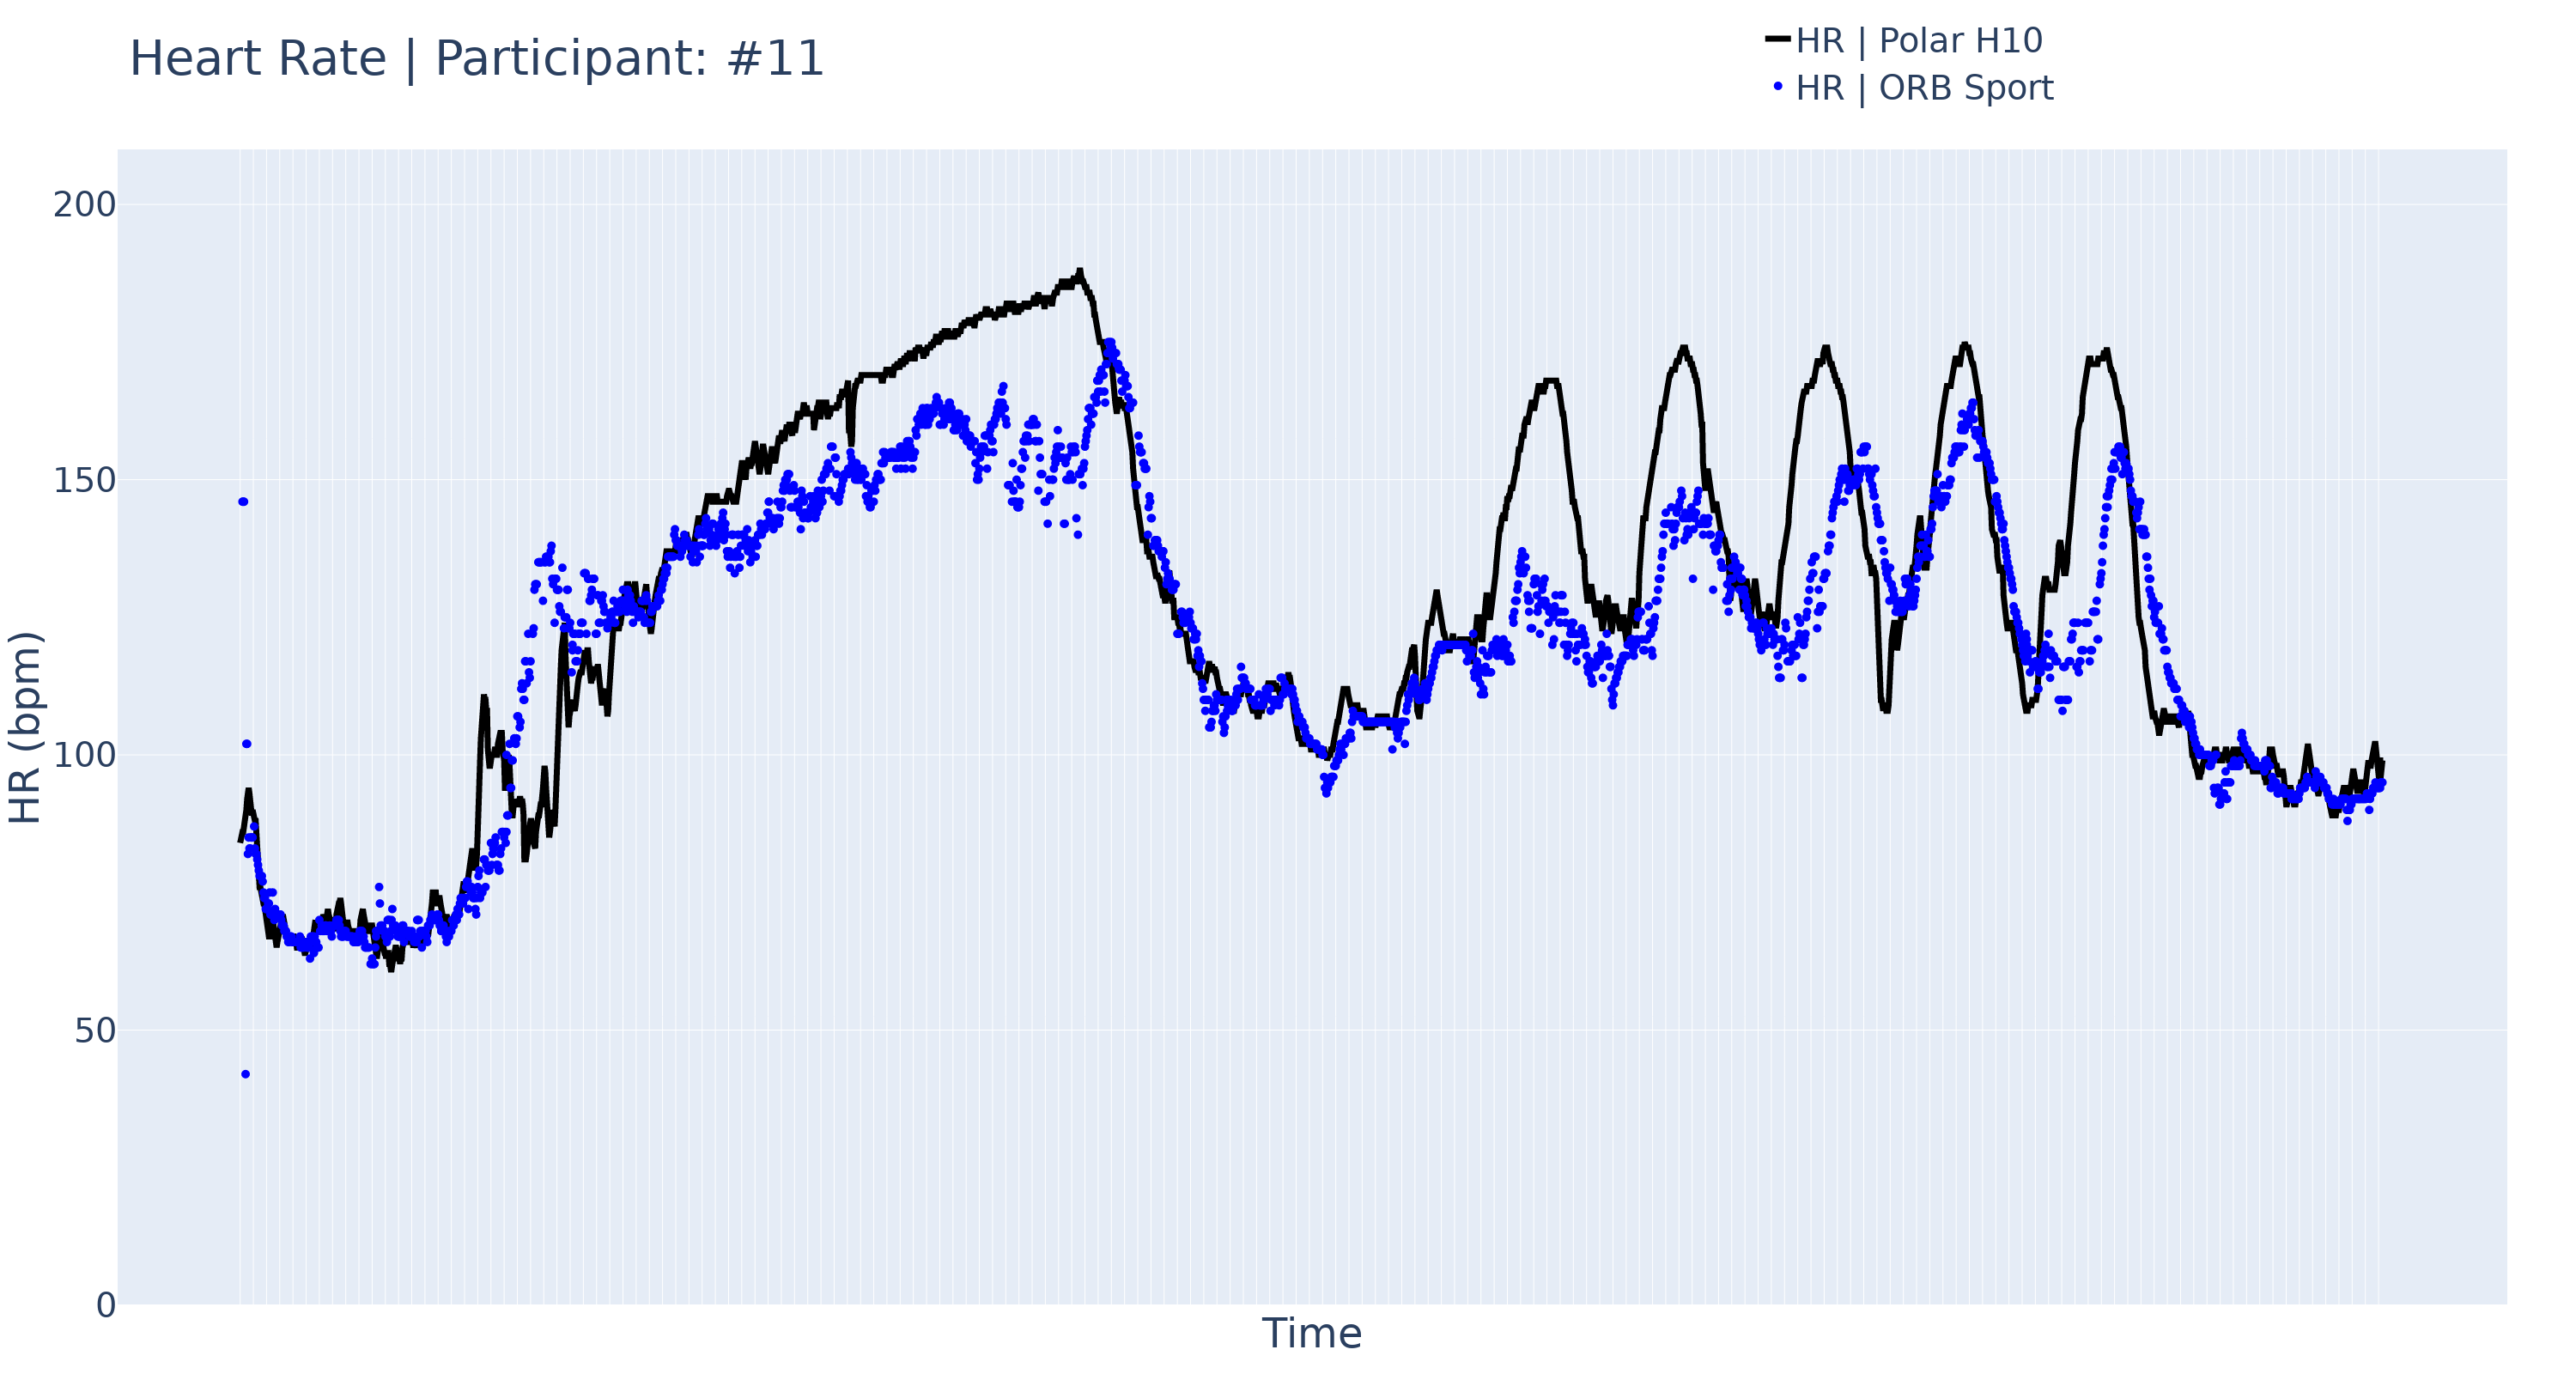 Heart Rate | Participant: #11
HR | Polar H10
HR | ORB Sport
200
150
100
50
0
HR (bpm)
Time